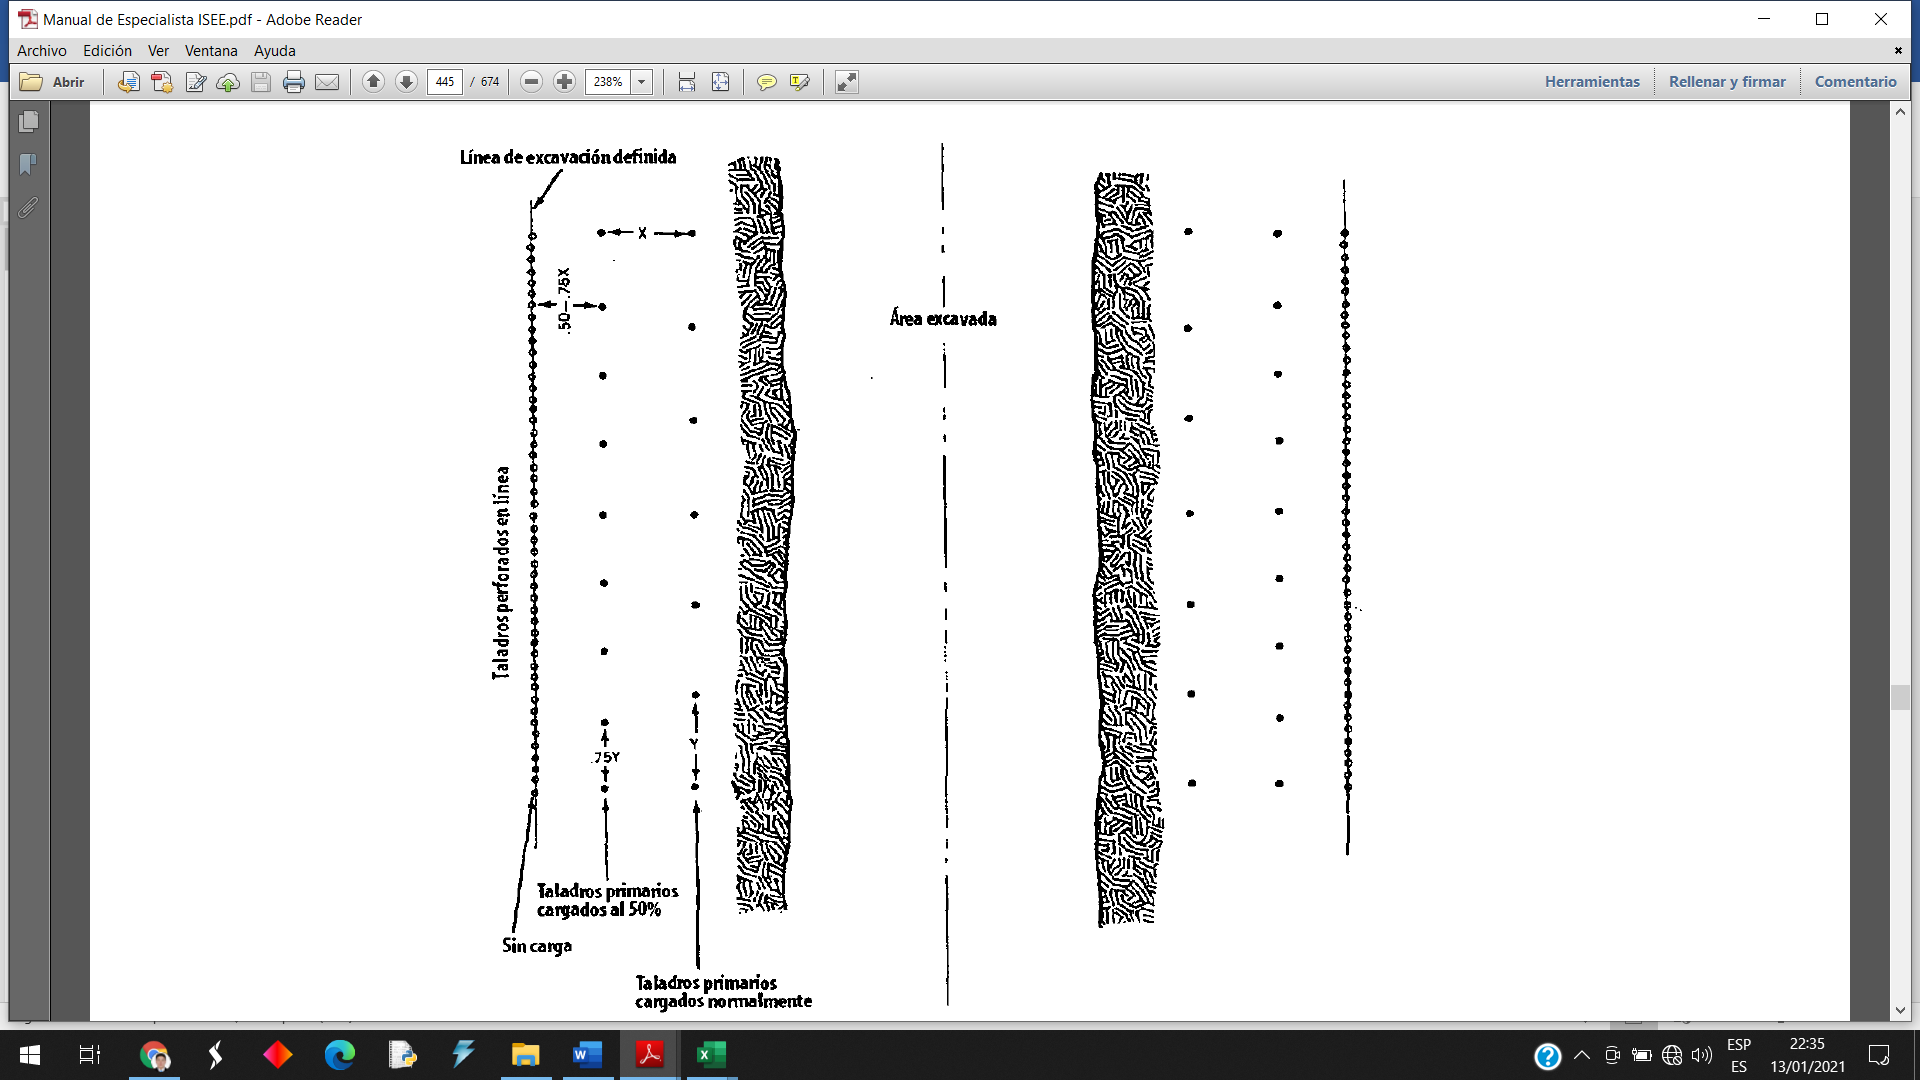 Manual de Especialista ISEE.pdf - Adobe Reader
Archivo Edición Ver Ventana Ayuda
Abrir 445 / 674 238% Herramientas Rellenar y firmar Comentario
Línea de excavación definida
X
.50–.75X
Área excavada
Taladros perforados en línea
Y
.75Y
Taladros primarios
cargados al 50%
Sin carga
Taladros primarios
cargados normalmente
ESP
ES
22:35
13/01/2021